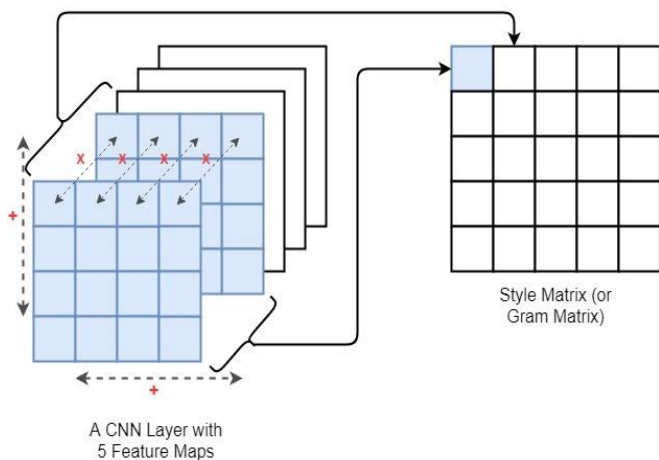 X X X X
+
+
Style Matrix (or
Gram Matrix)
A CNN Layer with
5 Feature Maps